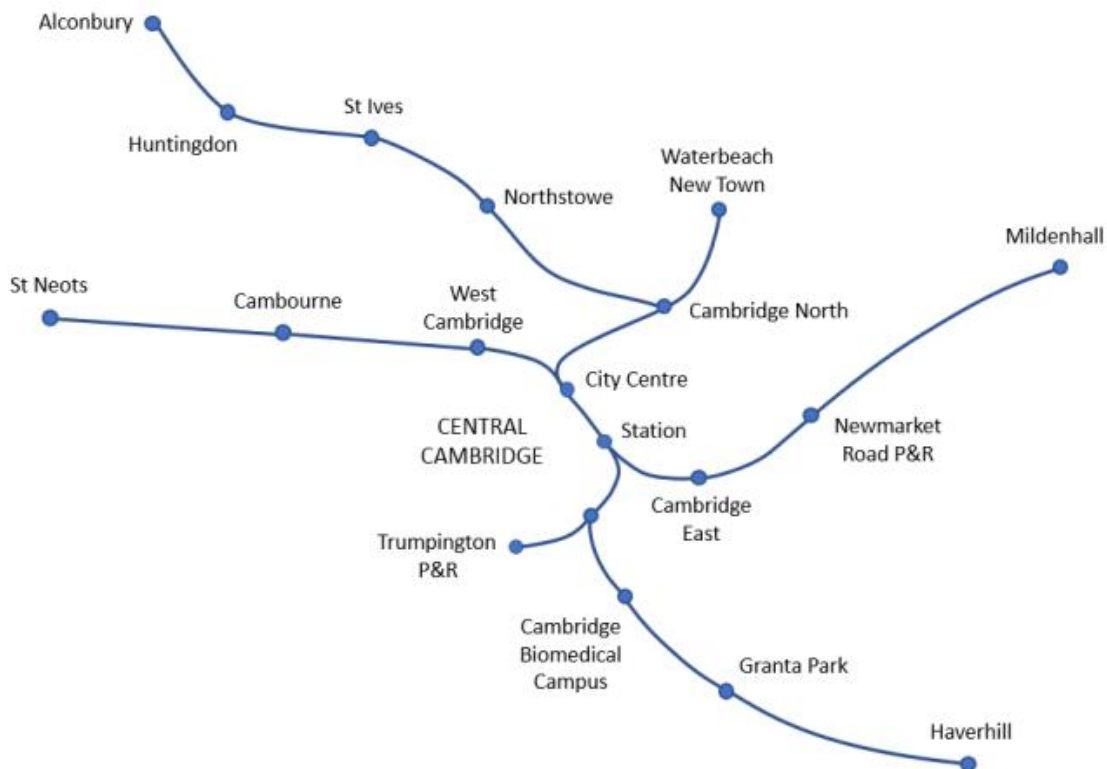 Alconbury
St Ives
Huntingdon
Waterbeach
New Town
Northstowe
Mildenhall
St Neots
Cambourne
West
Cambridge
Cambridge North
City Centre
CENTRAL
CAMBRIDGE
Station
Newmarket
Road P&R
Cambridge
East
Trumpington
P&R
Cambridge
Biomedical
Campus
Granta Park
Haverhill